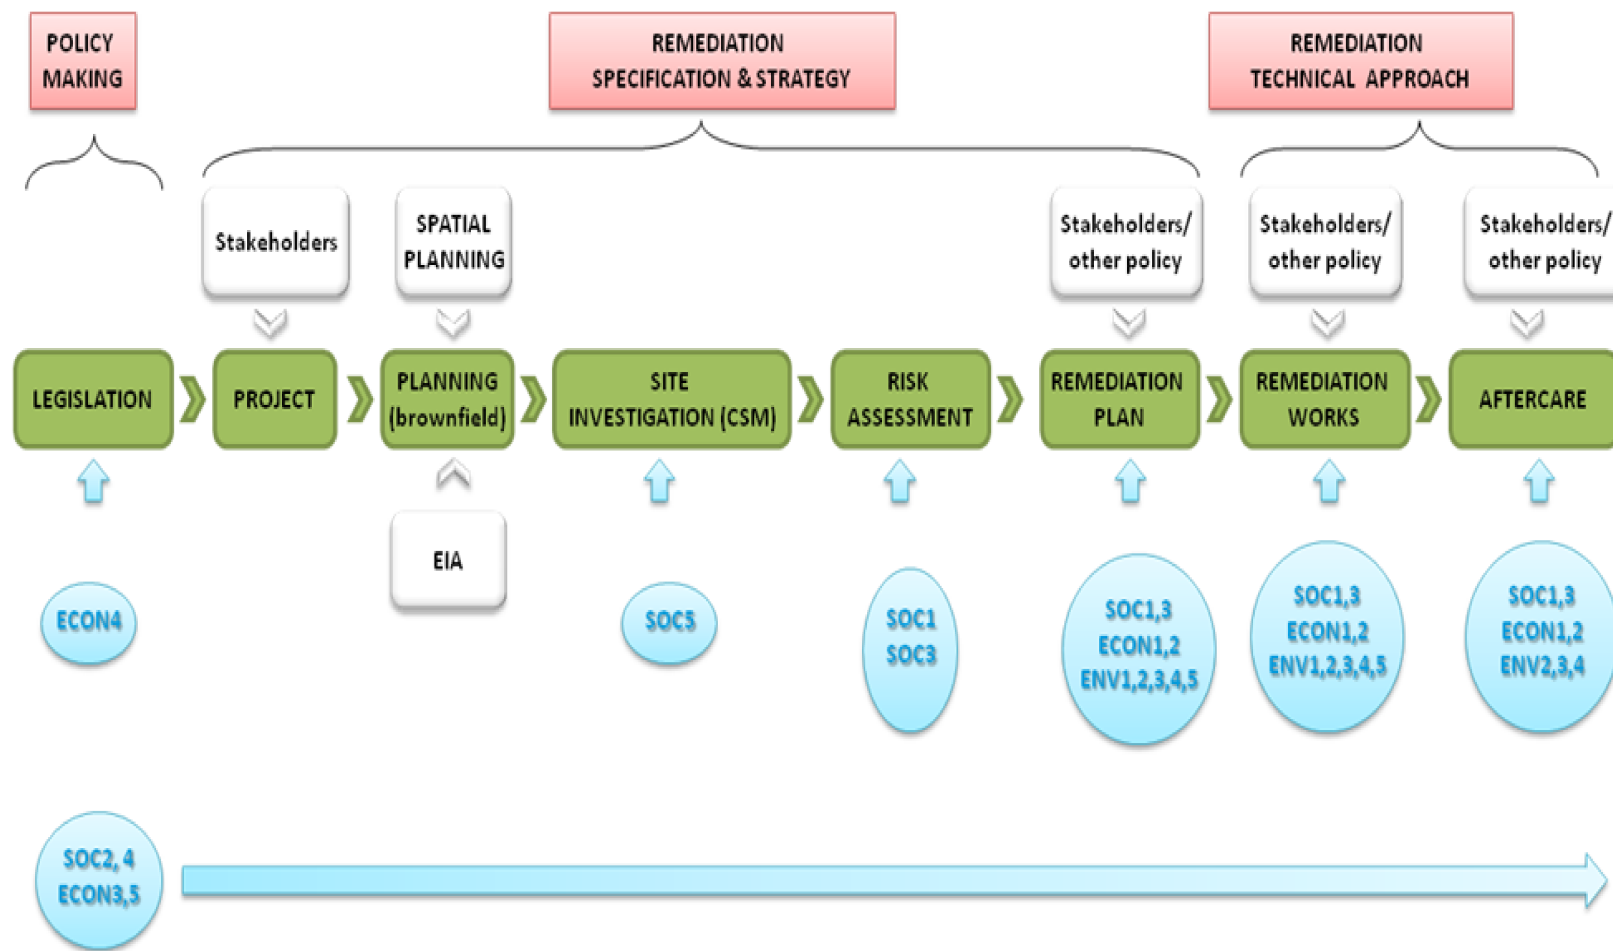 POLICY
MAKING
REMEDIATION
SPECIFICATION & STRATEGY
REMEDIATION
TECHNICAL APPROACH
Stakeholders
SPATIAL
PLANNING
Stakeholders/
other policy
Stakeholders/
other policy
Stakeholders/
other policy
LEGISLATION
PROJECT
PLANNING
(brownfield)
SITE
INVESTIGATION (CSM)
RISK
ASSESSMENT
REMEDIATION
PLAN
REMEDIATION
WORKS
AFTERCARE
EIA
ECON4
SOC5
SOC1
SOC3
SOC1,3
ECON1,2
ENV1,2,3,4,5
SOC1,3
ECON1,2
ENV1,2,3,4,5
SOC1,3
ECON1,2
ENV2,3,4
SOC2, 4
ECON3,5